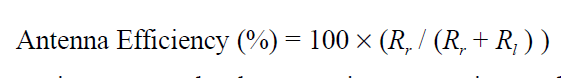 Antenna Efficiency (%) = 100 × (Rr / (Rr + Rl ) )